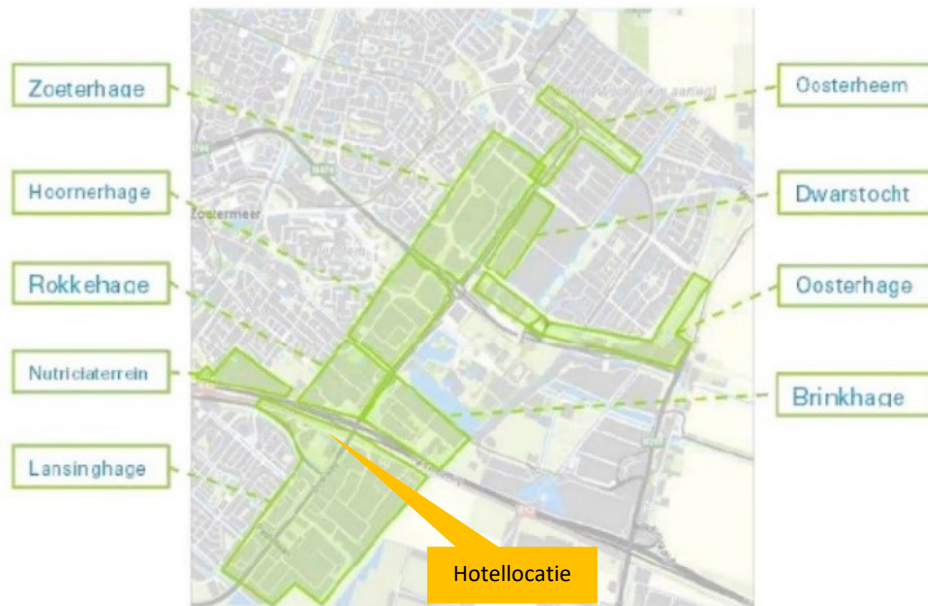 Zoeterhage
Hoornerhage
Rokkehage
Nutriciaterrein
Lansinghage
Oosterheem
Dwarstocht
Oosterhage
Brinkhage
Zoetermeer
Hotellocatie